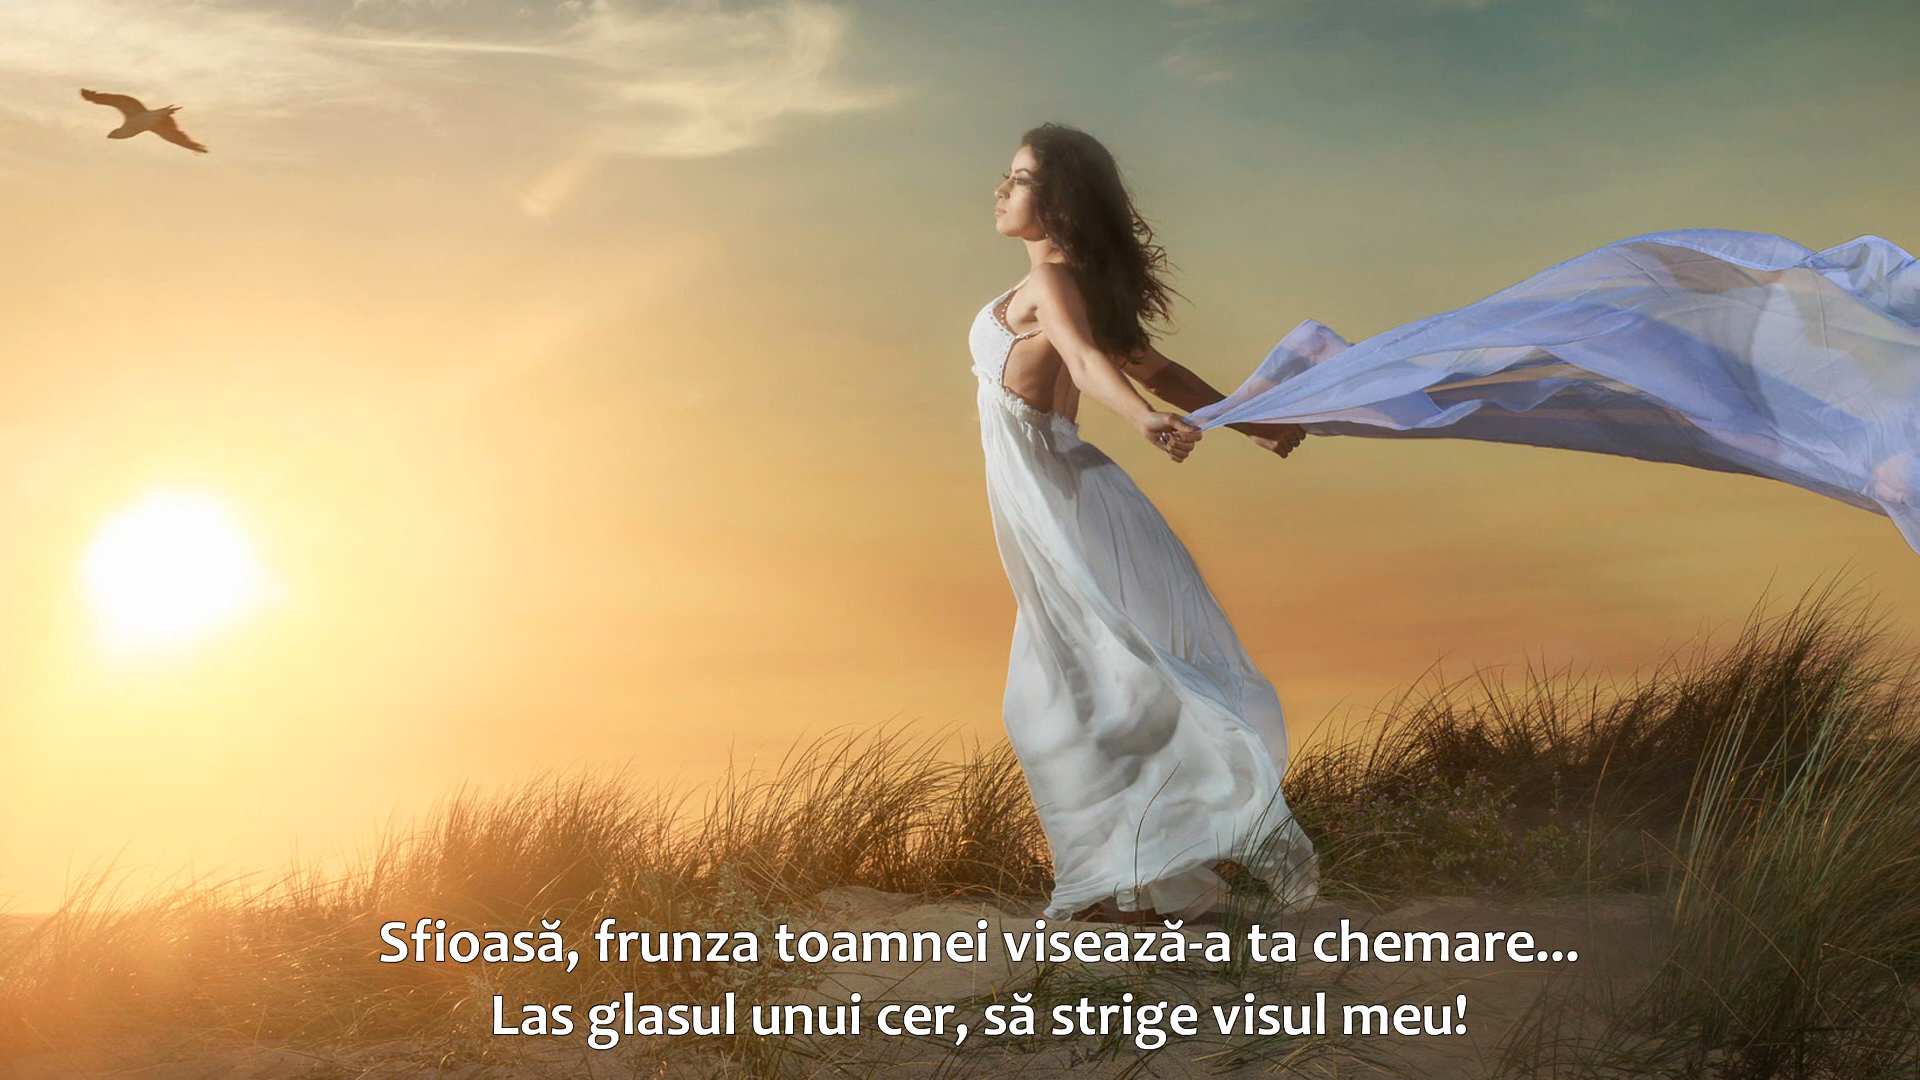 Sfioasă, frunza toamnei visează-a ta chemare...
Las glasul unui cer, să strige visul meu!